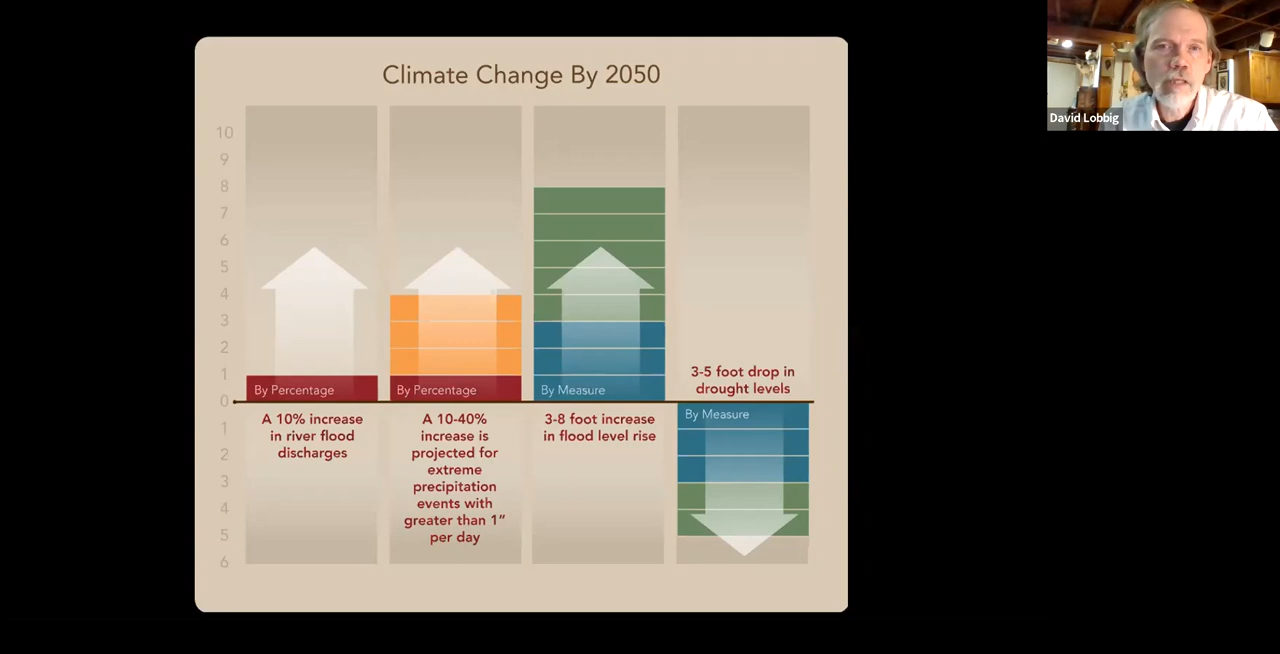 Climate Change By 2050
David Lobbig
10
9
8
7
6
5
4
3
2
1
0
1
2
3
4
5
6
By Percentage
A 10% increase
in river flood
discharges
By Percentage
A 10-40%
increase is
projected for
extreme
precipitation
events with
greater than 1”
per day
By Measure
3-8 foot increase
in flood level rise
3-5 foot drop in
drought levels
By Measure